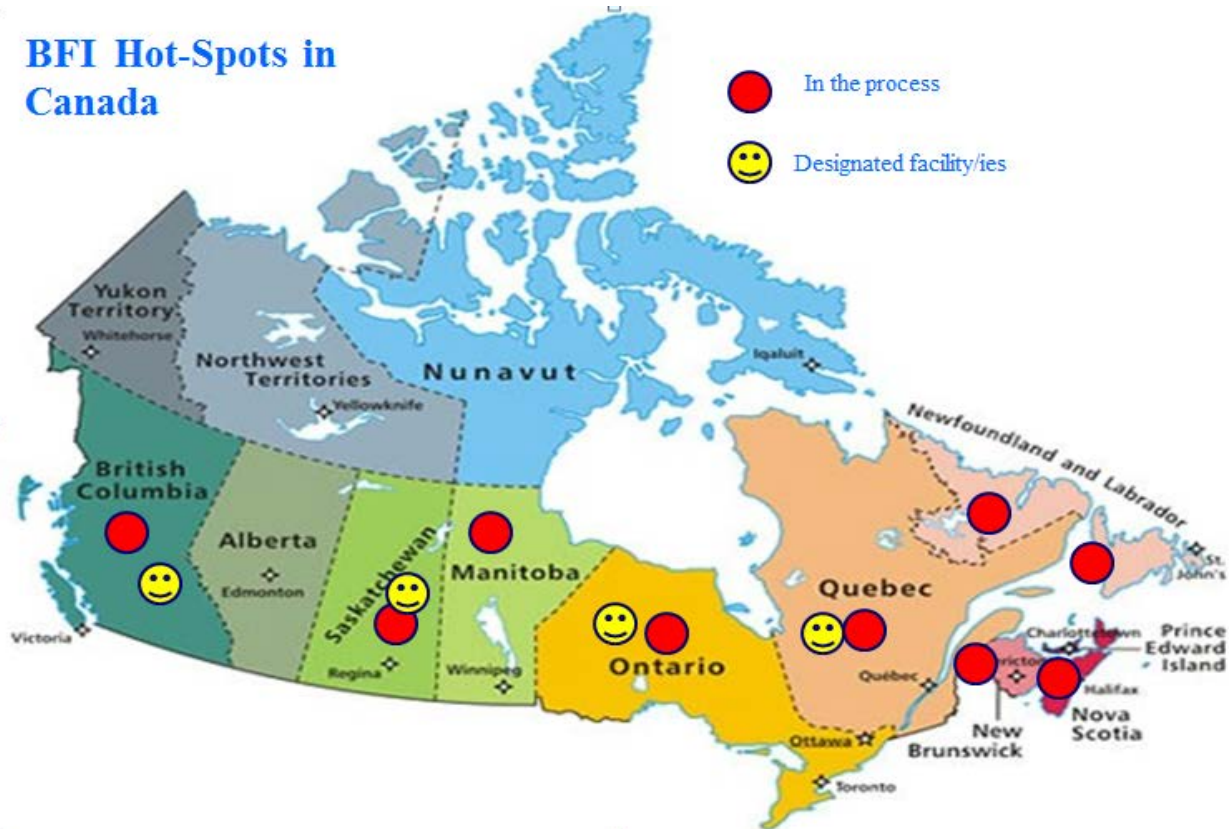 BFI Hot-Spots in
Canada
In the process
Designated facility/ies
Yukon
Territory
Whitehorse
Northwest
Territories
Yellowknife
Nunavut
Iqaluit
Newfoundland and Labrador
St.
John's
British
Columbia
Victoria
Alberta
Edmonton
Saskatchewan
Regina
Manitoba
Winnipeg
Ontario
Ottawa
Toronto
Quebec
Québec
Charlottetown
Prince
Edward
Island
ericton
Halifax
Nova
Scotia
New
Brunswick